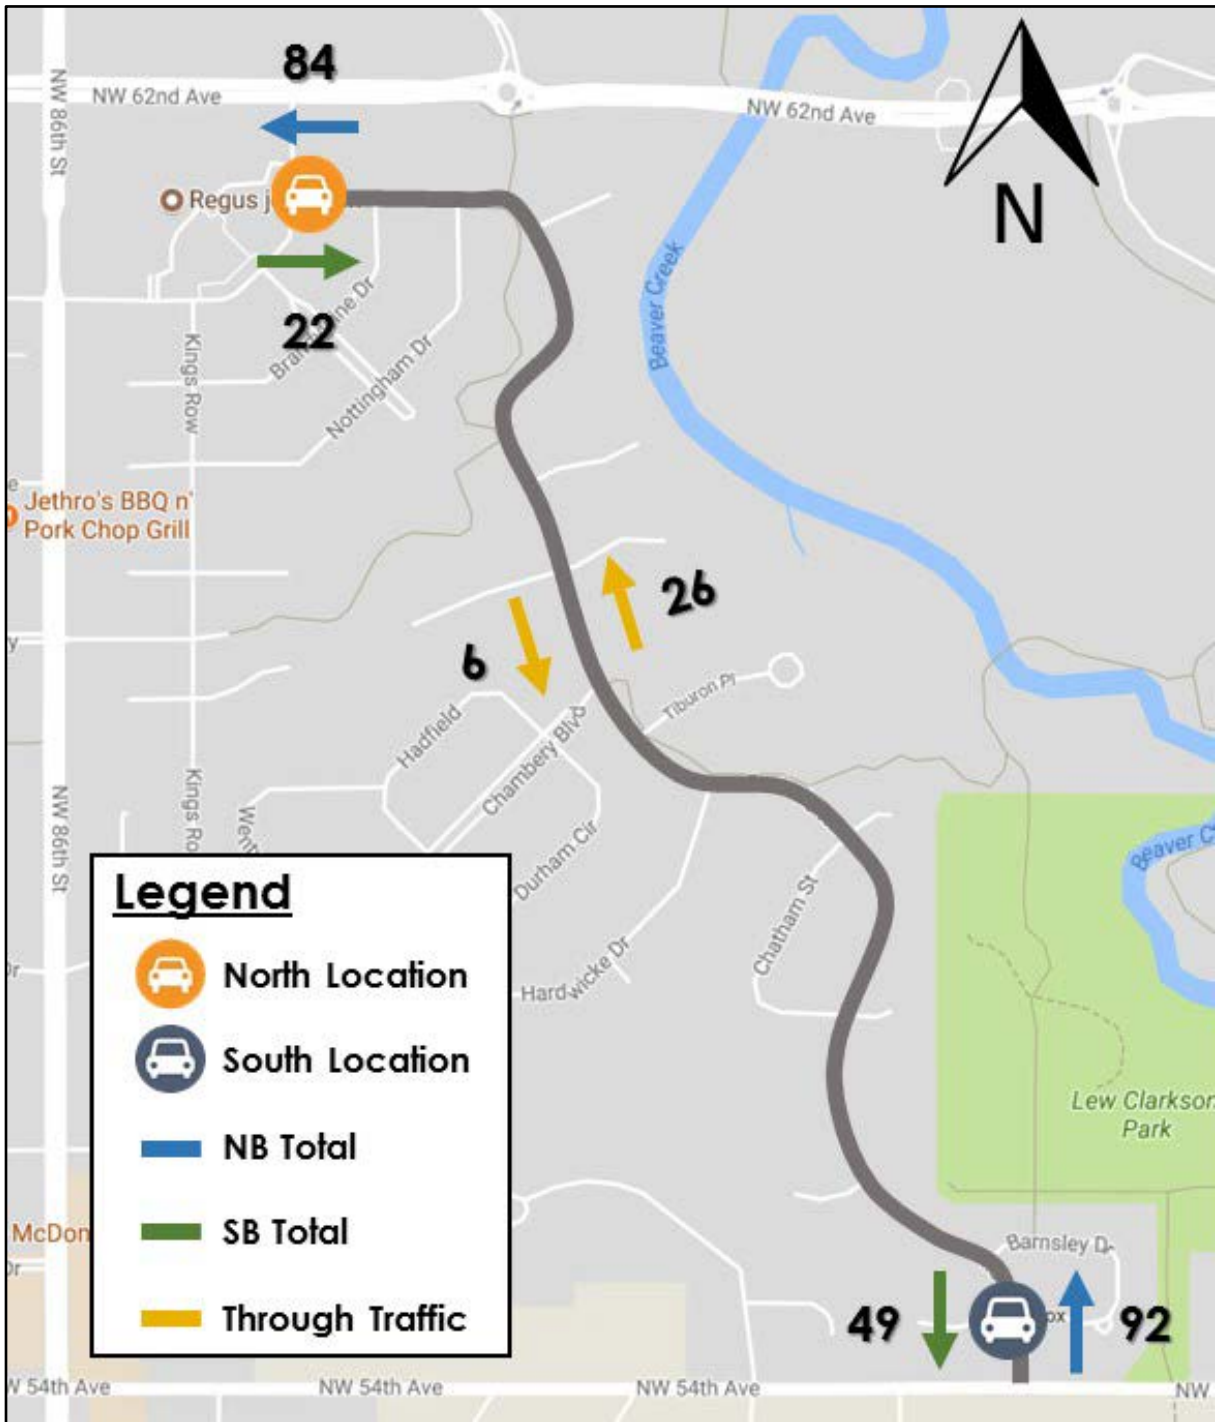 84
NW 86th St
NW 62nd Ave
NW 62nd Ave
N
Regus
22
Beaver Creek
Kings Row
Nottingham Dr
Jethro's BBQ n'
Pork Chop Grill
26
6
Tiburon Pl
Hadfield
Chambery Blvd
NW 86th St
Kings Ro
Durham Cir
Chatham St
Hardwicke Dr
Beaver C
Legend
North Location
South Location
NB Total
SB Total
Through Traffic
Lew Clarkson
Park
McDon
Dr
Barnsley Dr
49
92
W 54th Ave
NW 54th Ave
NW 54th Ave
NW